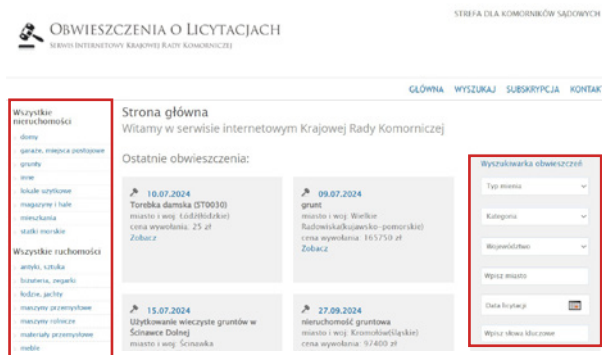 STREFA DLA KOMORNIKÓW SĄDOWYCH
OBWIESZCZENIA O LICYTACJACH
SERWIS INTERNETOWY KRAJOWEJ RADY KOMORNICZEJ
GŁÓWNA WYSZUKAJ SUBSKRYPCJA KONTAK
Wszystkie
nieruchomości
domy
garaże, miejsca postojowe
grunty
inne
lokale użytkowe
magazyny i hale
mieszkania
statki morskie
Wszystkie ruchomości
antyki, sztuka
biżuteria, zegarki
łodzie, jachty
maszyny przemysłowe
maszyny rolnicze
materiały przemysłowe
meble
Strona główna
Witamy w serwisie internetowym Krajowej Rady Komorniczej
Ostatnie obwieszczenia:
10.07.2024
Torebka damska (ST0030)
miasto i woj: Łódź(łódzkie)
cena wywołania: 25 zł
Zobacz
09.07.2024
grunt
miasto i woj: Wielkie
Radowiska(kujawsko-pomorskie)
cena wywołania: 165750 zł
Zobacz
15.07.2024
Użytkowanie wieczyste gruntów w
Ścinawce Dolnej
miasto i woj: Ścinawka
27.09.2024
nieruchomość gruntowa
miasto i woj: Kromołów(śląskie)
cena wywołania: 97400 zł
Wyszukiwarka obwieszczeń
Typ mienia
Kategoria
Województwo
Wpisz miasto
Data licytacji
Wpisz słowa kluczowe